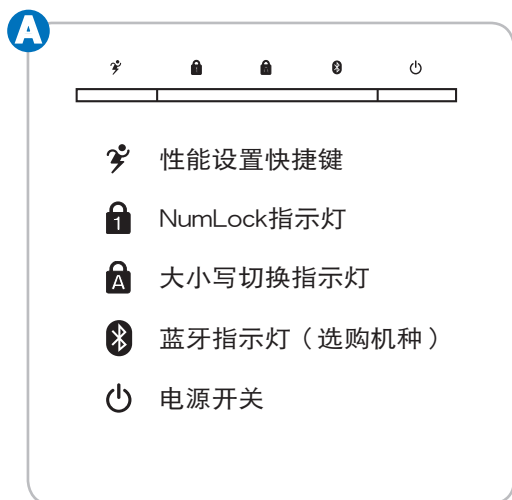 A
性能设置快捷键
1 NumLock指示灯
A 大小写切换指示灯
蓝牙指示灯（选购机种）
电源开关